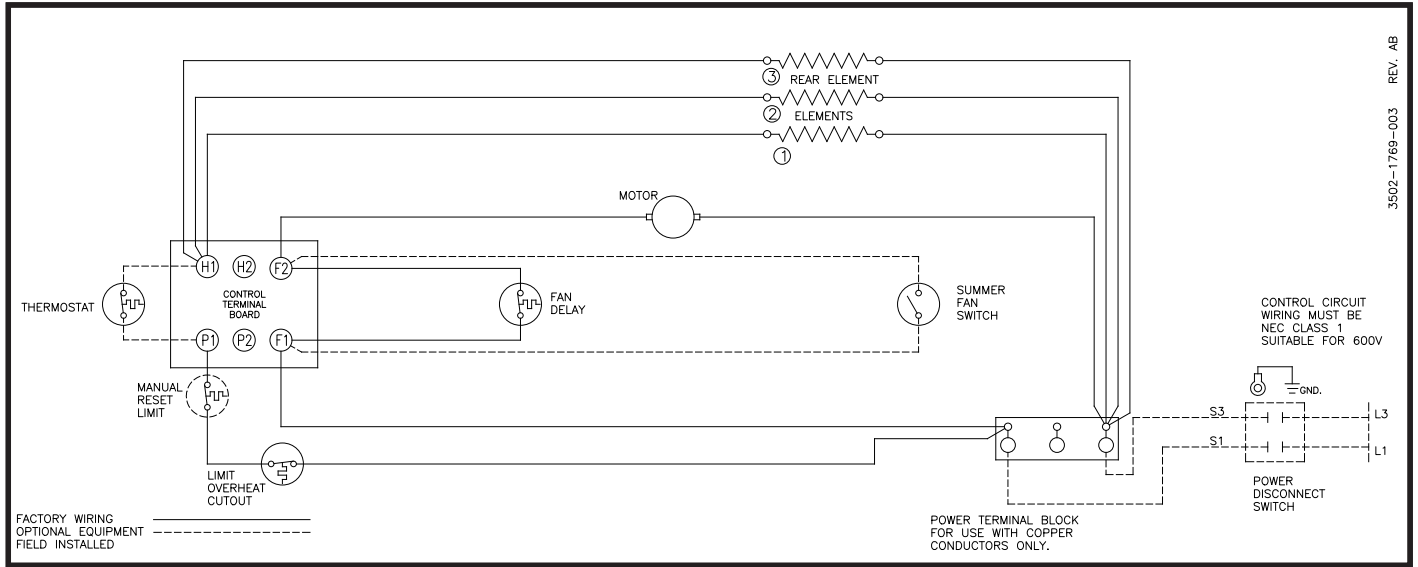 3502-1769-003 REV. AB
3
REAR ELEMENT
2
ELEMENTS
1
MOTOR
H1
H2
F2
THERMOSTAT
CONTROL
TERMINAL
BOARD
FAN
DELAY
SUMMER
FAN
SWITCH
CONTROL CIRCUIT
WIRING MUST BE
NEC CLASS 1
SUITABLE FOR 600V
P1
P2
F1
MANUAL
RESET
LIMIT
GND.
S3
L3
S1
L1
LIMIT
OVERHEAT
CUTOUT
POWER
DISCONNECT
SWITCH
FACTORY WIRING
OPTIONAL EQUIPMENT
FIELD INSTALLED
POWER TERMINAL BLOCK
FOR USE WITH COPPER
CONDUCTORS ONLY.